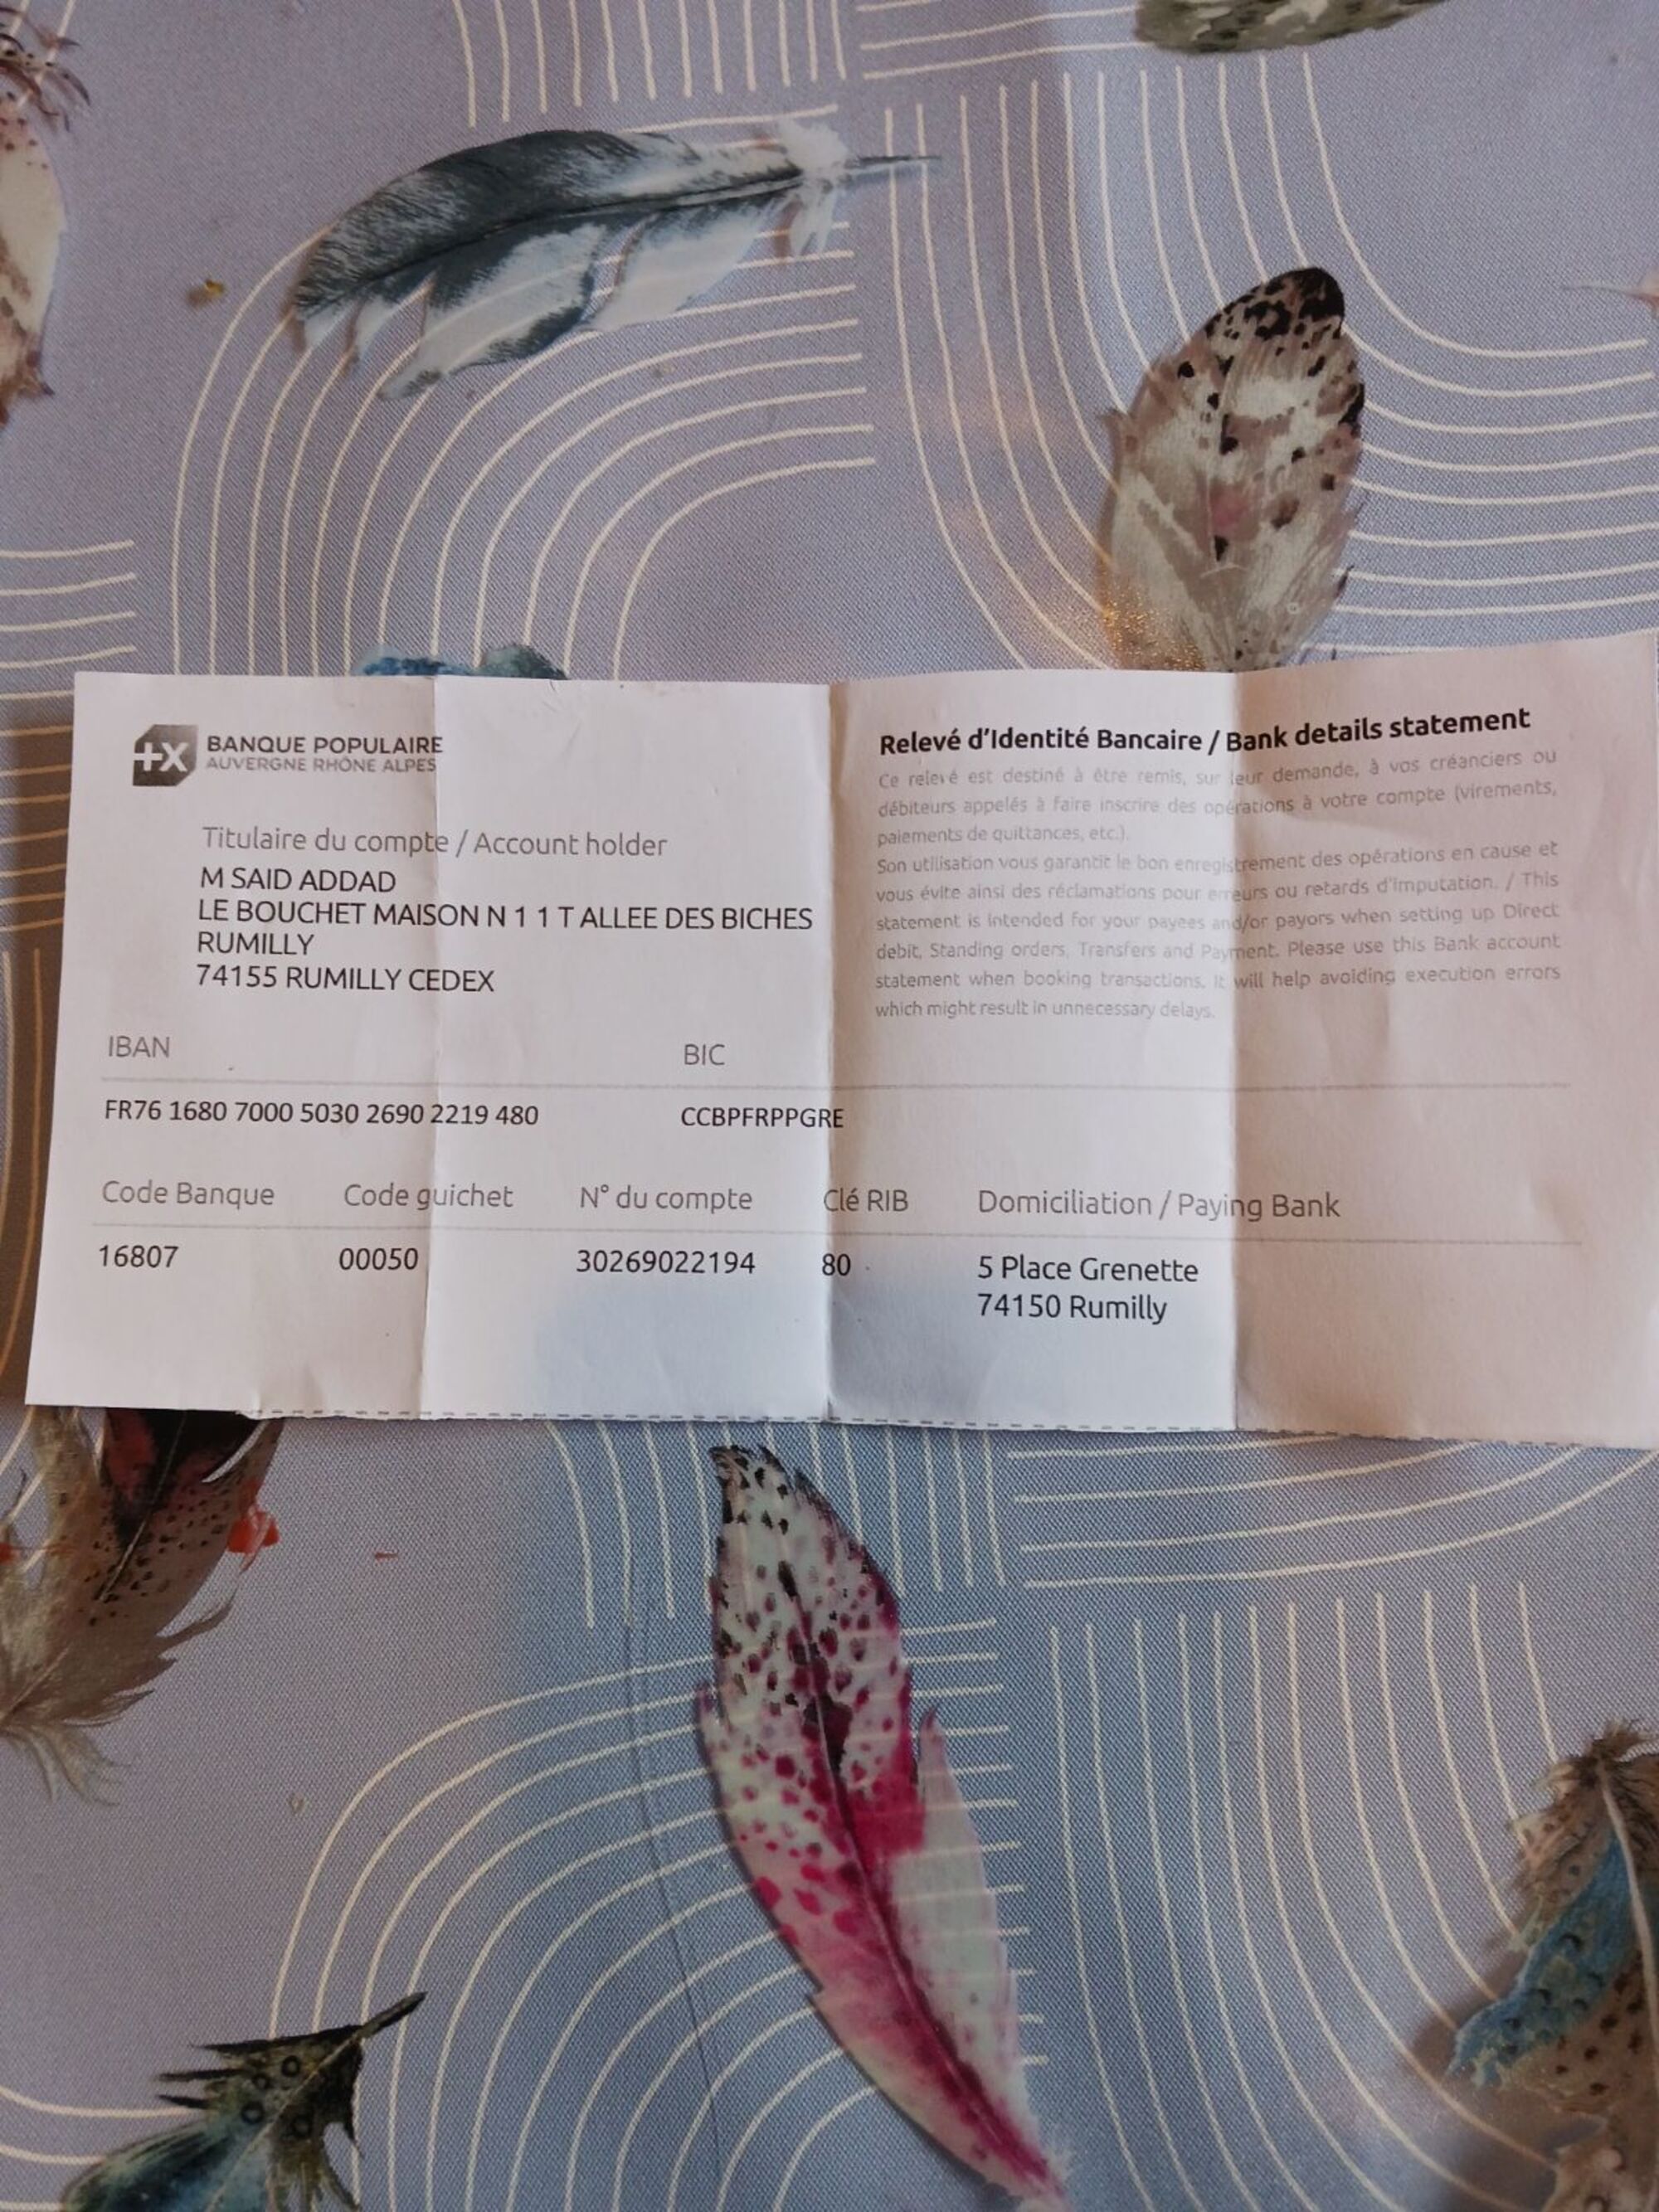 BANQUE POPULAIRE
AUVERGNE RHÔNE ALPES
Titulaire du compte / Account holder
M SAID ADDAD
LE BOUCHET MAISON N 1 1 T ALLEE DES BICHES
RUMILLY
74155 RUMILLY CEDEX
Relevé d'Identité Bancaire / Bank details statement
Ce relevé est destiné à être remis, sur leur demande, à vos créanciers ou
débiteurs appelés à faire inscrire des opérations à votre compte (virements,
paiements de quittances, etc.).
Son utilisation vous garantit le bon enregistrement des opérations en cause et
vous évite ainsi des réclamations pour erreurs ou retards d'imputation. / This
statement is intended for your payees and/or payors when setting up Direct
debit, Standing orders, Transfers and Payment. Please use this Bank account
statement when booking transactions. It will help avoiding execution errors
which might result in unnecessary delays.
IBAN BIC
FR76 1680 7000 5030 2690 2219 480 CCBPFRPPGRE
Code Banque Code guichet N° du compte Clé RIB Domiciliation / Paying Bank
16807 00050 30269022194 80 5 Place Grenette
74150 Rumilly